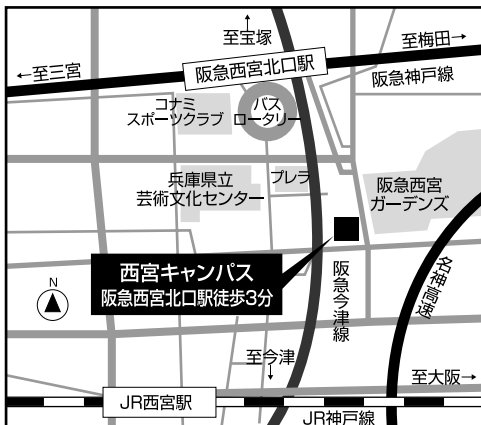 至宝塚
至梅田→
←至三宮
阪急西宮北口駅
阪急神戸線
コナミ
スポーツクラブ
バス
ロータリー
兵庫県立
芸術文化センター
プレラ
阪急西宮
ガーデンズ
西宮キャンパス
阪急西宮北口駅徒歩3分
N
阪急今津線
名神高速
至今津
至大阪→
JR西宮駅
JR神戸線